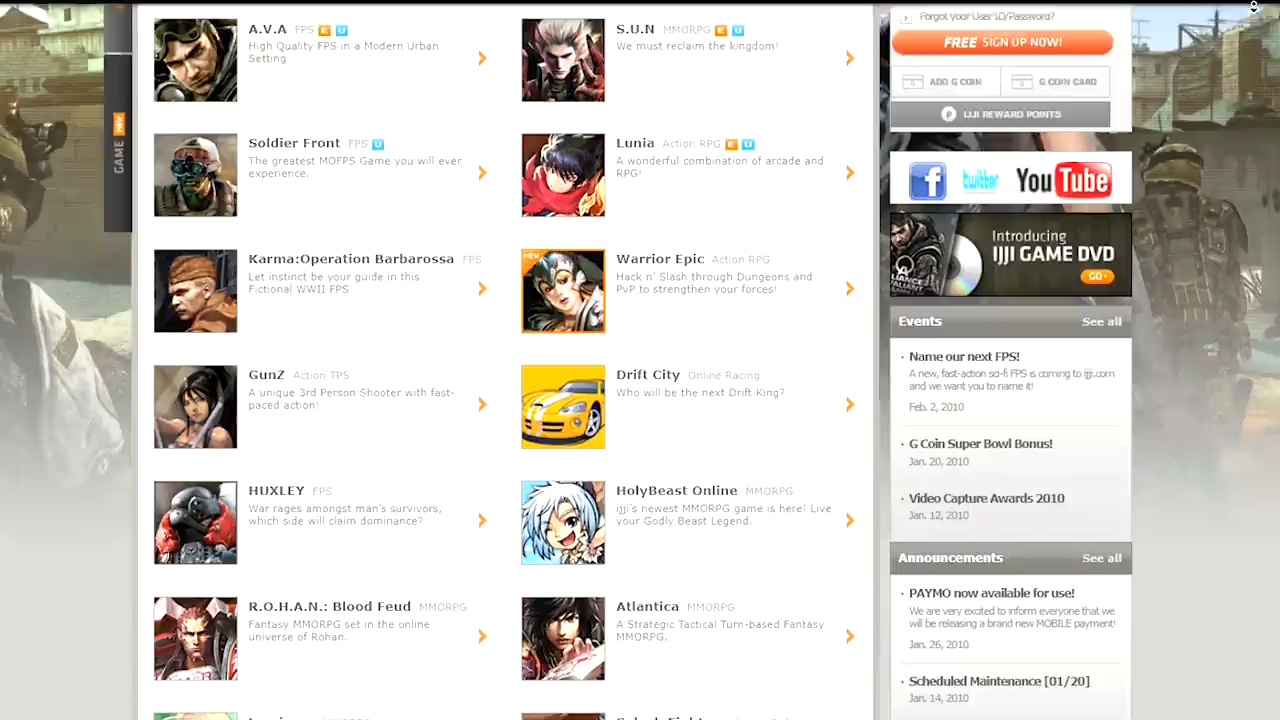 GAME NEW
A.V.A FPS E U
High Quality FPS in a Modern Urban
Setting
Soldier Front FPS U
The greatest MOFPS Game you will ever
experience.
Karma:Operation Barbarossa FPS
Let instinct be your guide in this
Fictional WWII FPS
GunZ Action TPS
A unique 3rd Person Shooter with fast-
paced action!
HUXLEY FPS
War rages amongst man's survivors,
which side will claim dominance?
R.O.H.A.N.: Blood Feud MMORPG
Fantasy MMORPG set in the online
universe of Rohan.
S.U.N MMORPG E U
We must reclaim the kingdom!
Lunia Action RPG E U
A wonderful combination of arcade and
RPG!
NEW
Warrior Epic Action RPG
Hack n' Slash through Dungeons and
PvP to strengthen your forces!
Drift City Online Racing
Who will be the next Drift King?
HolyBeast Online MMORPG
ijji's newest MMORPG game is here! Live
your Godly Beast Legend.
Atlantica MMORPG
A Strategic Tactical Turn-based Fantasy
MMORPG.
Forgot your User ID/Password?
FREE SIGN UP NOW!
ADD G COIN
G COIN CARD
P IJJI REWARD POINTS
f twitter YouTube
Introducing
IJJI GAME DVD
GO
Events See all
· Name our next FPS!
A new, fast-action sci-fi FPS is coming to ijji.com
and we want you to name it!
Feb. 2, 2010
· G Coin Super Bowl Bonus!
Jan. 20, 2010
· Video Capture Awards 2010
Jan. 12, 2010
Announcements See all
· PAYMO now available for use!
We are very excited to inform everyone that we
will be releasing a brand new MOBILE payment!
Jan. 26, 2010
· Scheduled Maintenance [01/20]
Jan. 14, 2010